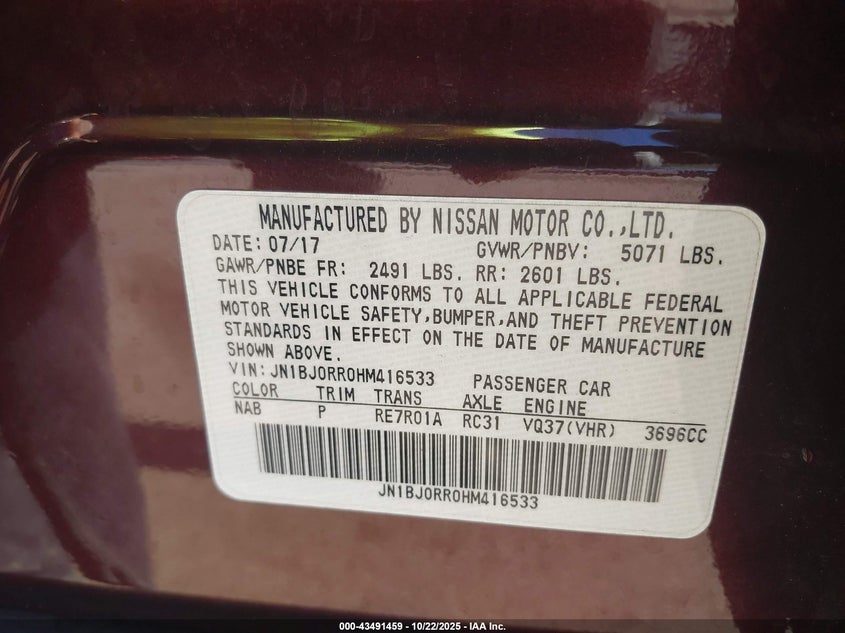 MANUFACTURED BY NISSAN MOTOR CO.,LTD.
DATE: 07/17 GVWR/PNBV: 5071 LBS.
GAWR/PNBE FR: 2491 LBS. RR: 2601 LBS.
THIS VEHICLE CONFORMS TO ALL APPLICABLE FEDERAL
MOTOR VEHICLE SAFETY,BUMPER,AND THEFT PREVENTION
STANDARDS IN EFFECT ON THE DATE OF MANUFACTURE
SHOWN ABOVE.
VIN: JN1BJ0RR0HM416533 PASSENGER CAR
COLOR TRIM TRANS AXLE ENGINE
NAB P RE7R01A RC31 VQ37(VHR) 3696CC
JN1BJ0RR0HM416533
000-43491459 - 10/22/2025 - IAA Inc.